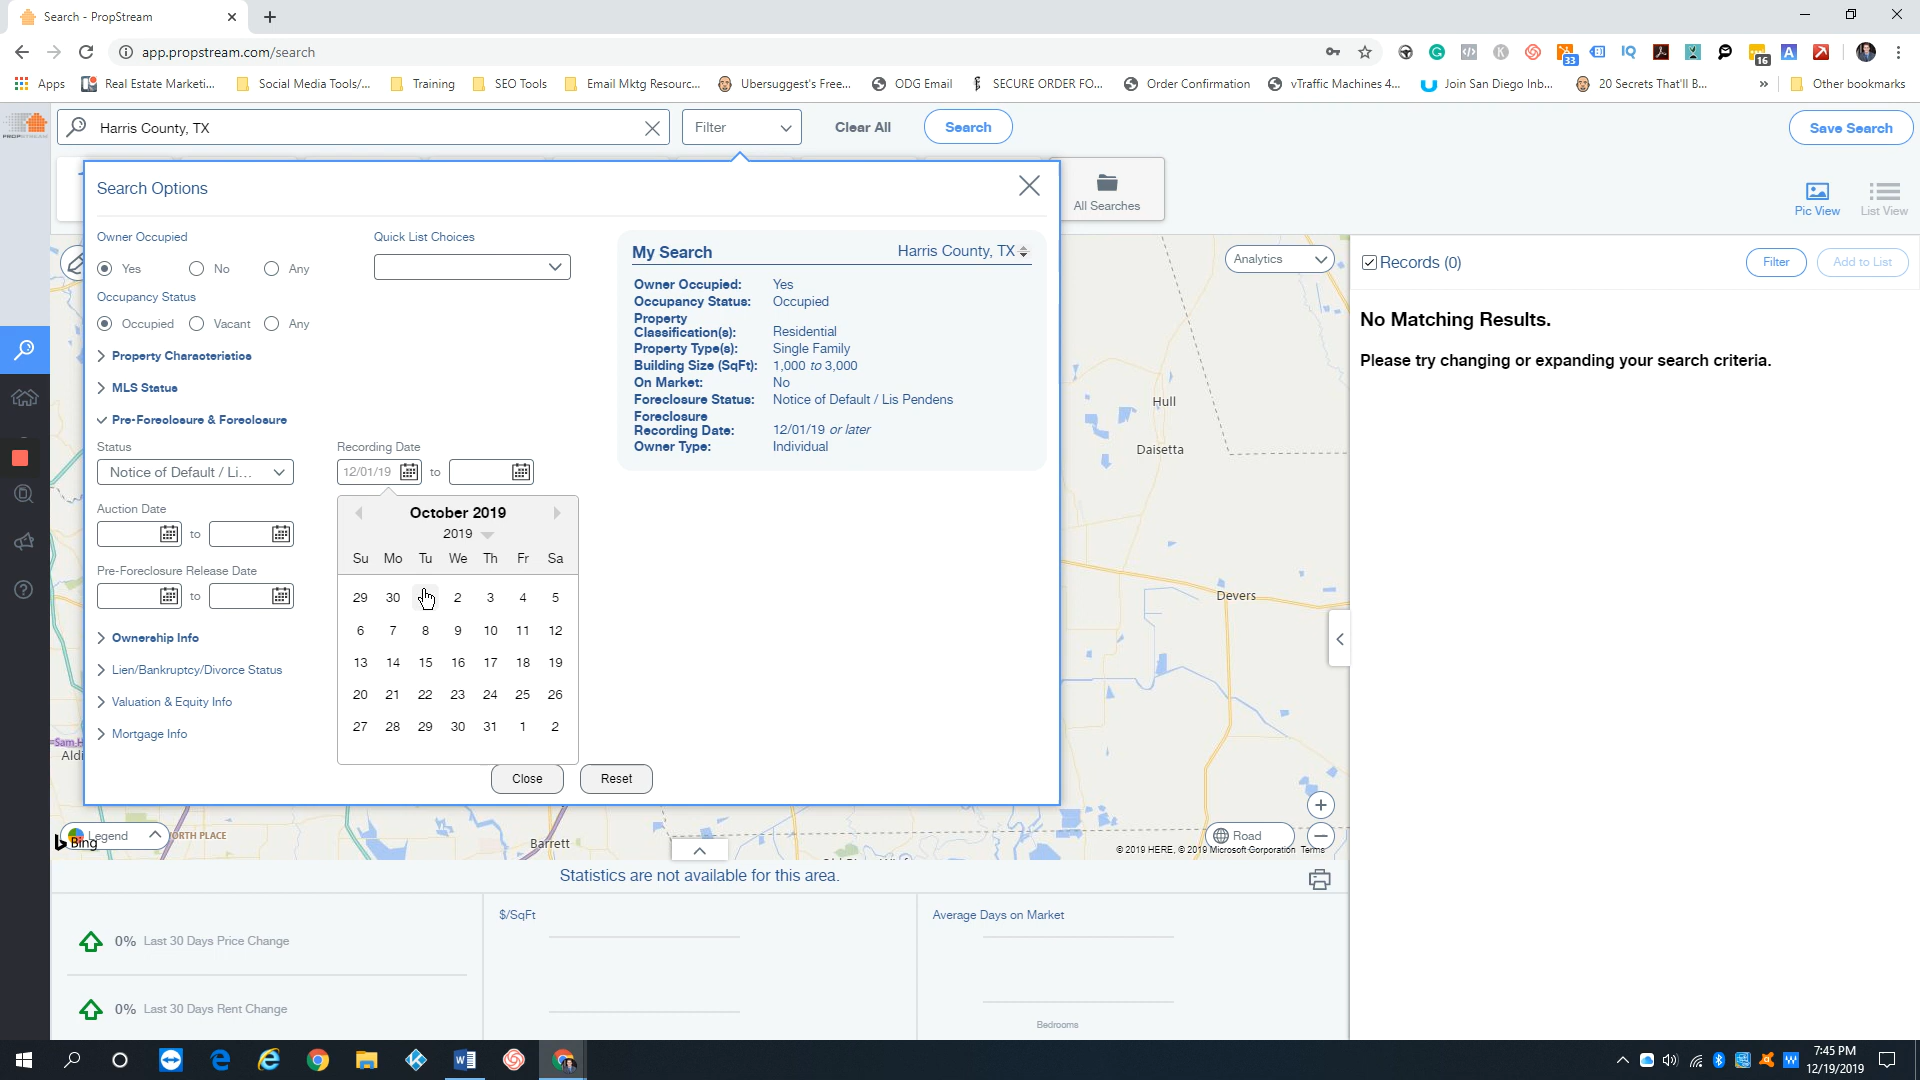 Search - PropStream
app.propstream.com/search
33
16
Apps
Real Estate Marketi...
Social Media Tools/...
Training
SEO Tools
Email Mktg Resourc...
Ubersuggest's Free...
ODG Email
SECURE ORDER FO...
Order Confirmation
vTraffic Machines 4...
Join San Diego Inb...
20 Secrets That'll B...
Other bookmarks
PROPSTREAM
Harris County, TX
Filter
Clear All
Search
Save Search
All Searches
Pic View
List View
Search Options
Owner Occupied
Yes
No
Any
Occupancy Status
Occupied
Vacant
Any
Quick List Choices
Property Characteristics
MLS Status
Pre-Foreclosure & Foreclosure
Status
Notice of Default / Li...
Recording Date
12/01/19
to
Auction Date
to
Pre-Foreclosure Release Date
to
October 2019
2019
Su Mo Tu We Th Fr Sa
29 30 2 3 4 5
6 7 8 9 10 11 12
13 14 15 16 17 18 19
20 21 22 23 24 25 26
27 28 29 30 31 1 2
Ownership Info
Lien/Bankruptcy/Divorce Status
Valuation & Equity Info
Mortgage Info
Close
Reset
My Search
Harris County, TX
Owner Occupied: Yes
Occupancy Status: Occupied
Property
Classification(s): Residential
Property Type(s): Single Family
Building Size (SqFt): 1,000 to 3,000
On Market: No
Foreclosure Status: Notice of Default / Lis Pendens
Foreclosure
Recording Date: 12/01/19 or later
Owner Type: Individual
Analytics
Hull
Daisetta
Devers
Barrett
ORTH PLACE
Legend
Bing
Road
© 2019 HERE, © 2019 Microsoft Corporation Terms
Records (0)
Filter
Add to List
No Matching Results.
Please try changing or expanding your search criteria.
Statistics are not available for this area.
0% Last 30 Days Price Change
0% Last 30 Days Rent Change
$/SqFt
Average Days on Market
Bedrooms
7:45 PM
12/19/2019